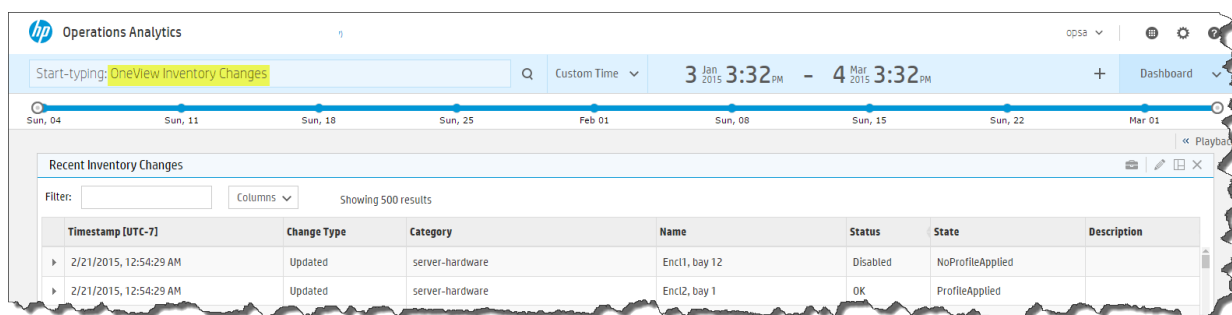 hp Operations Analytics opsa
Start-typing: OneView Inventory Changes Custom Time 3 Jan 2015 3:32 PM - 4 Mar 2015 3:32 PM + Dashboard
Sun, 04 Sun, 11 Sun, 18 Sun, 25 Feb 01 Sun, 08 Sun, 15 Sun, 22 Mar 01
« Playbac
Recent Inventory Changes
Filter: Columns Showing 500 results
Timestamp [UTC-7] Change Type Category Name Status State Description
2/21/2015, 12:54:29 AM Updated server-hardware Encl1, bay 12 Disabled NoProfileApplied
2/21/2015, 12:54:29 AM Updated server-hardware Encl2, bay 1 OK ProfileApplied